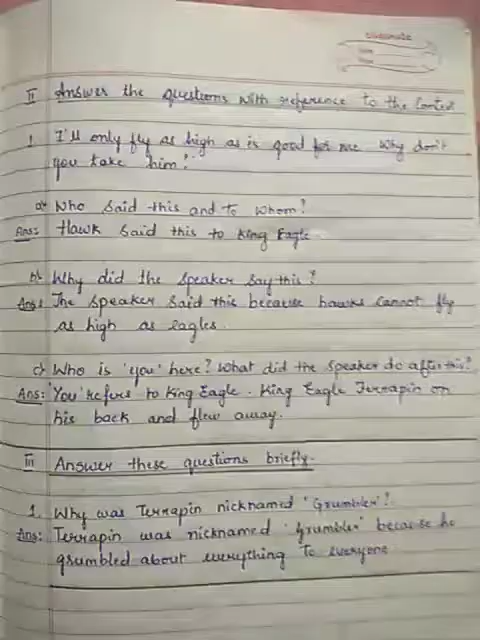 classmate
II Answer the questions with reference to the Context
1 I'll only fly as high as is good for me. Why don't
you take him!'
a) Who said this and to whom?
Ans: Hawk said this to King Eagle.
b) Why did the speaker say this?
Ans: The speaker said this because hawks cannot fly
as high as eagles.
c) Who is 'you' here? What did the speaker do after this?
Ans: 'You' refers to King Eagle. King Eagle Terrapin on
his back and flew away.
III Answer these questions briefly.
1. Why was Terrapin nicknamed 'Grumbler'?
Ans: Terrapin was nicknamed 'Grumbler' because he
grumbled about everything to everyone